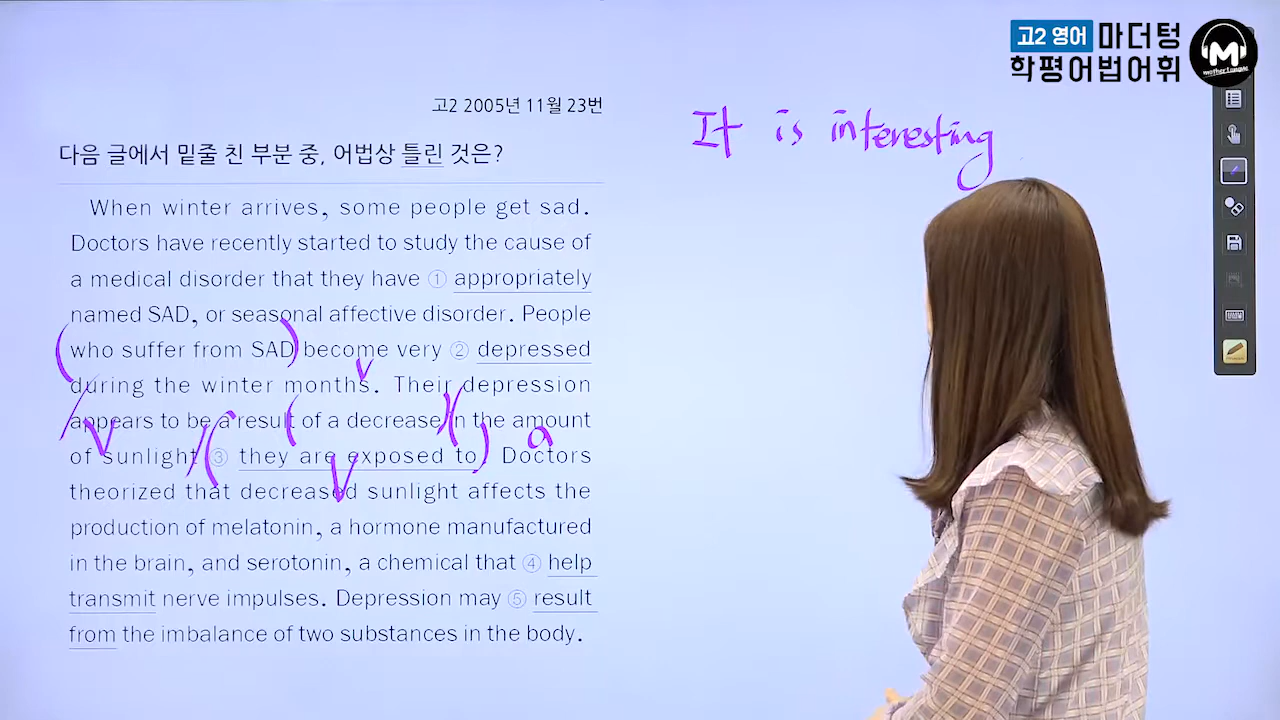 고2 영어 마더텅
학평어법어휘
M
mother tongue
고2 2005년 11월 23번
다음 글에서 밑줄 친 부분 중, 어법상 틀린 것은?
It is interesting
When winter arrives, some people get sad.
Doctors have recently started to study the cause of
a medical disorder that they have ① appropriately
named SAD, or seasonal affective disorder. People
who suffer from SAD become very ② depressed
during the winter months. Their depression
appears to be a result of a decrease in the amount
of sunlight ③ they are exposed to. Doctors
theorized that decreased sunlight affects the
production of melatonin, a hormone manufactured
in the brain, and serotonin, a chemical that ④ help
transmit nerve impulses. Depression may ⑤ result
from the imbalance of two substances in the body.